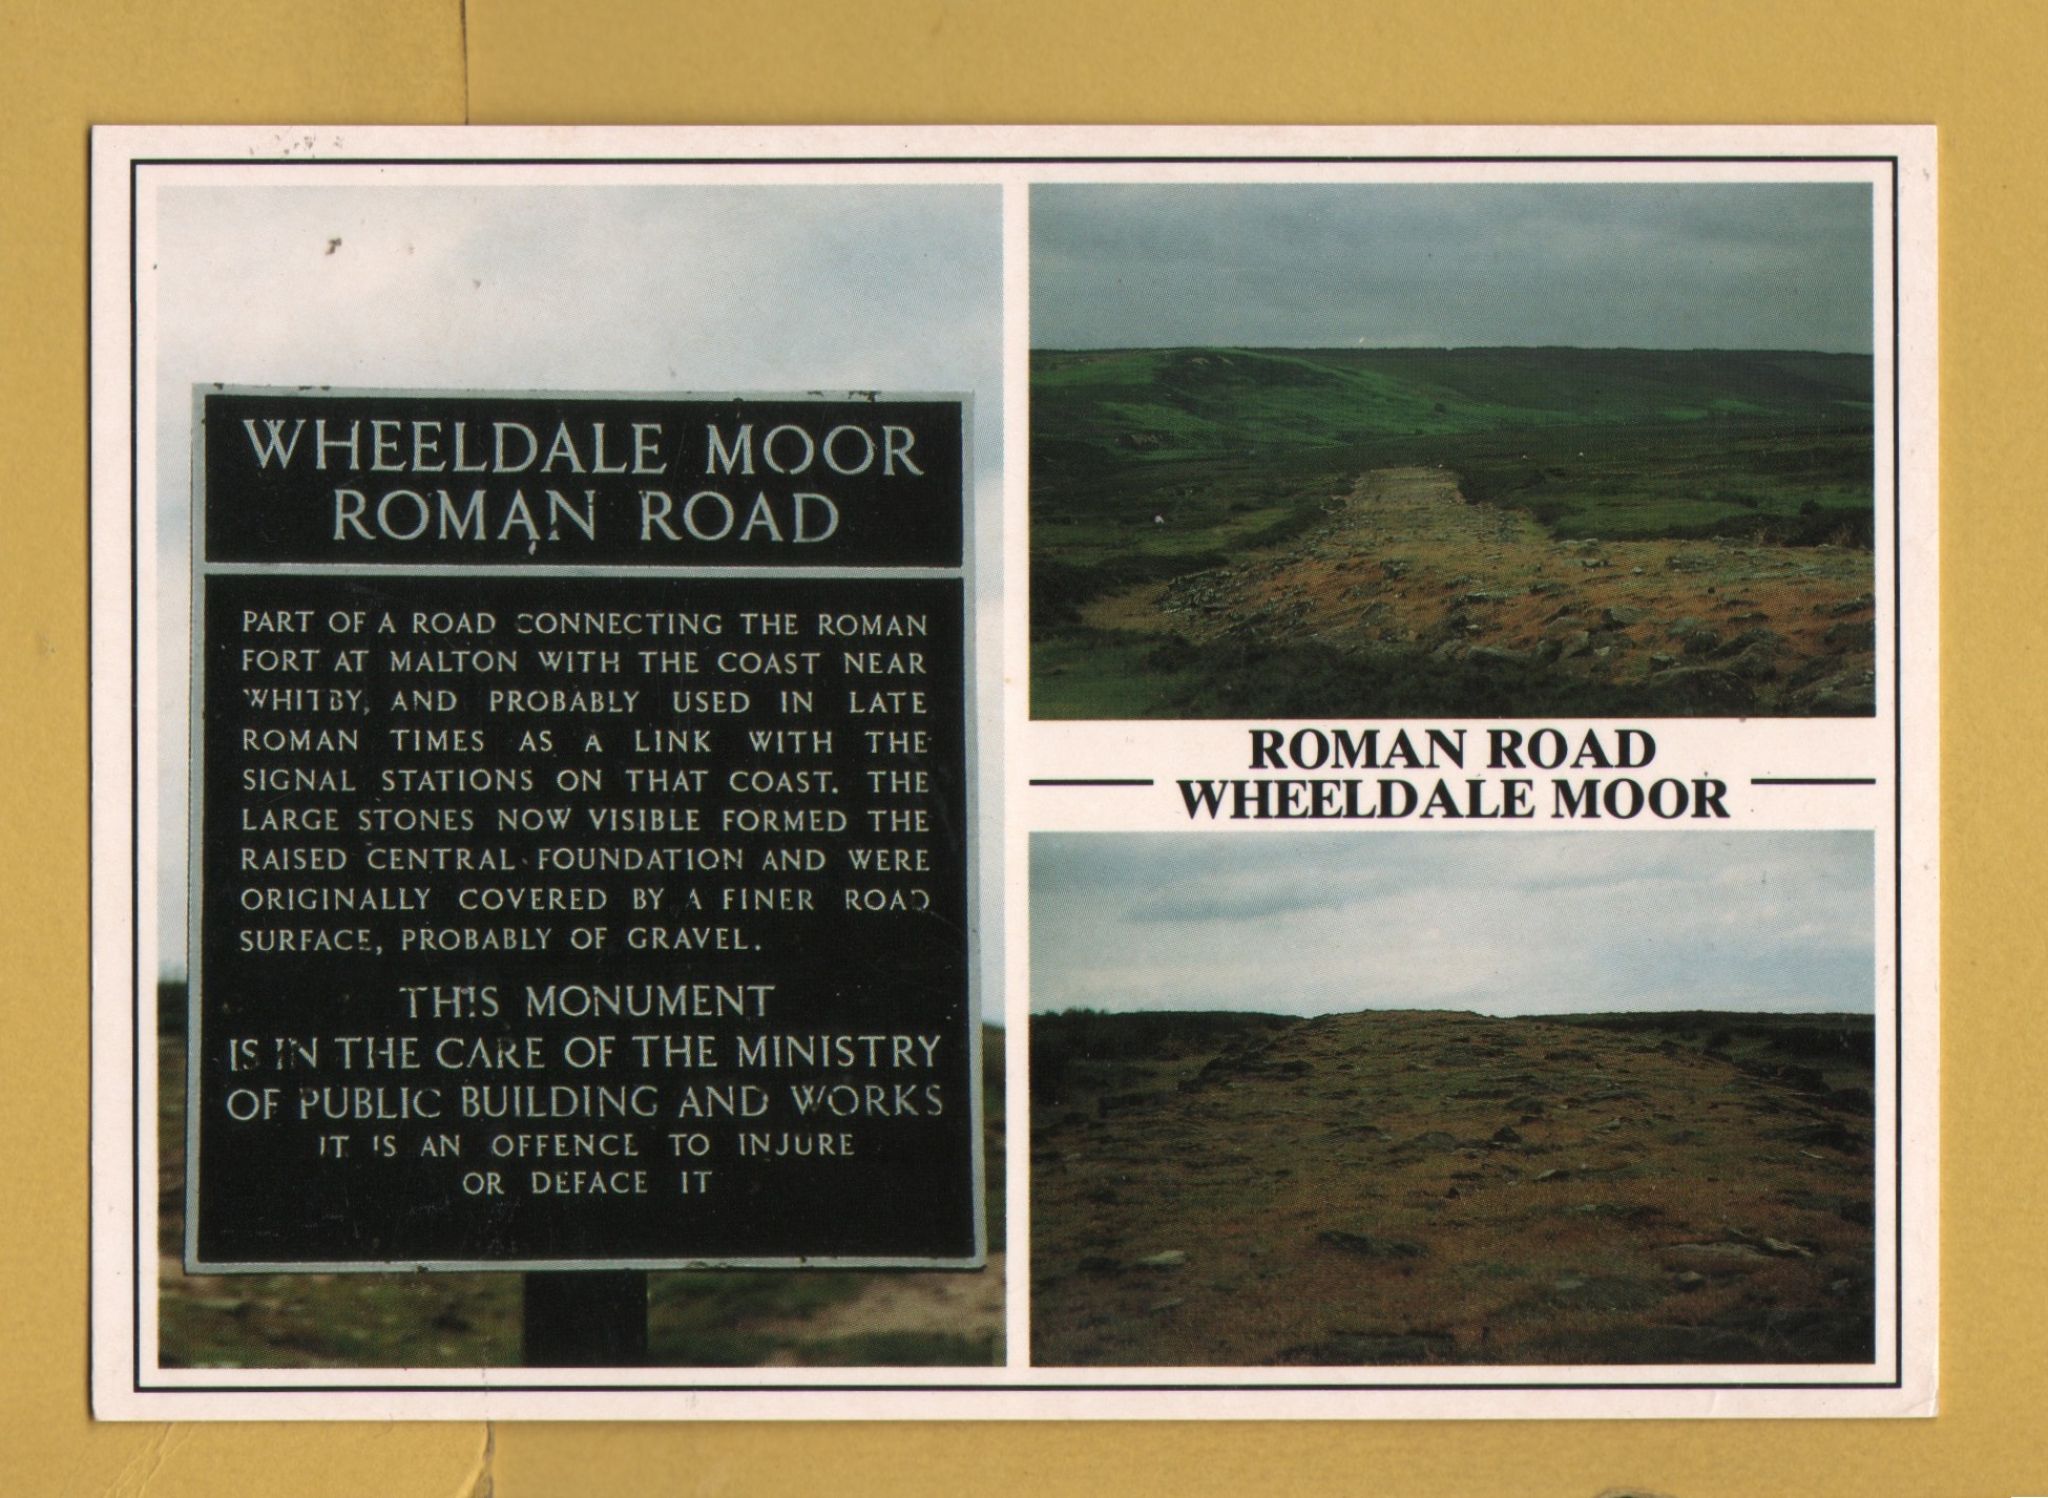 WHEELDALE MOOR
ROMAN ROAD
PART OF A ROAD CONNECTING THE ROMAN
FORT AT MALTON WITH THE COAST NEAR
WHITBY, AND PROBABLY USED IN LATE
ROMAN TIMES AS A LINK WITH THE
SIGNAL STATIONS ON THAT COAST. THE
LARGE STONES NOW VISIBLE FORMED THE
RAISED CENTRAL FOUNDATION AND WERE
ORIGINALLY COVERED BY A FINER ROAD
SURFACE, PROBABLY OF GRAVEL.
THIS MONUMENT
IS IN THE CARE OF THE MINISTRY
OF PUBLIC BUILDING AND WORKS
IT IS AN OFFENCE TO INJURE
OR DEFACE IT
ROMAN ROAD
WHEELDALE MOOR